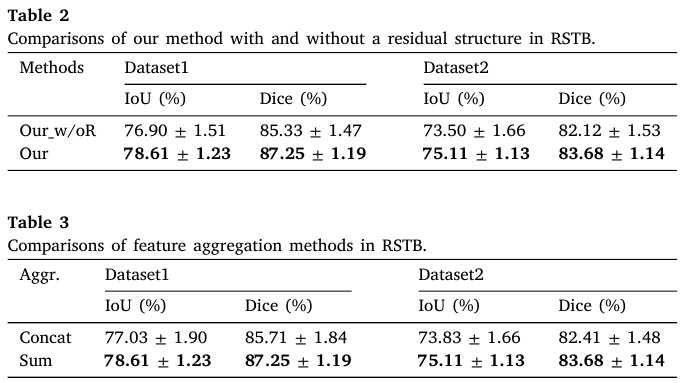 Table 2
Comparisons of our method with and without a residual structure in RSTB.
Methods Dataset1 Dataset2
IoU (%) Dice (%) IoU (%) Dice (%)
Our_w/oR 76.90 ± 1.51 85.33 ± 1.47 73.50 ± 1.66 82.12 ± 1.53
Our 78.61 ± 1.23 87.25 ± 1.19 75.11 ± 1.13 83.68 ± 1.14
Table 3
Comparisons of feature aggregation methods in RSTB.
Aggr. Dataset1 Dataset2
IoU (%) Dice (%) IoU (%) Dice (%)
Concat 77.03 ± 1.90 85.71 ± 1.84 73.83 ± 1.66 82.41 ± 1.48
Sum 78.61 ± 1.23 87.25 ± 1.19 75.11 ± 1.13 83.68 ± 1.14